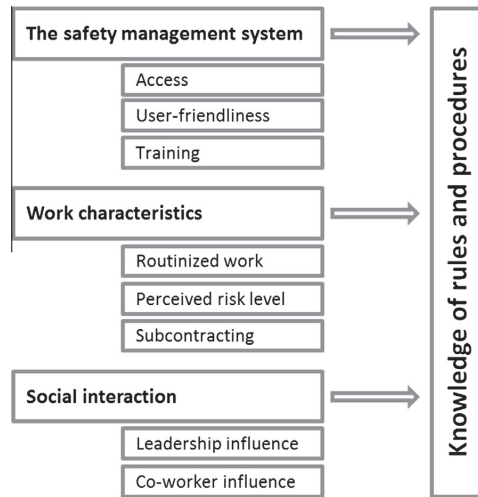 The safety management system
Access
User-friendliness
Training
Work characteristics
Routinized work
Perceived risk level
Subcontracting
Social interaction
Leadership influence
Co-worker influence
Knowledge of rules and procedures